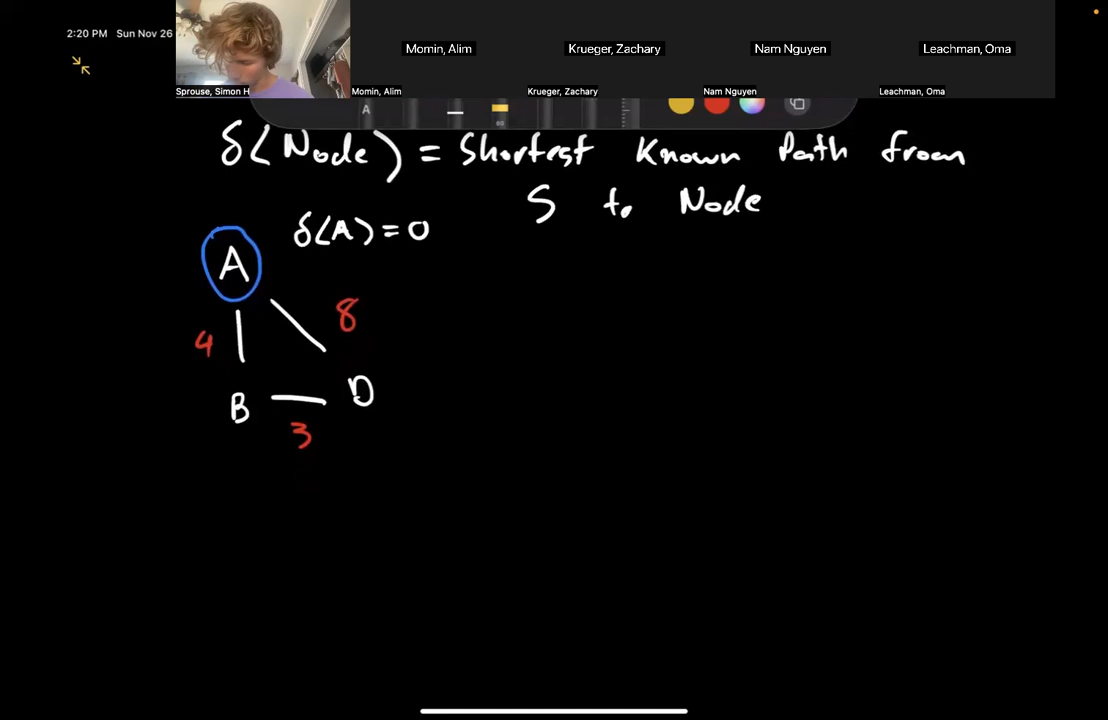 2:20 PM Sun Nov 26
Momin, Alim
Krueger, Zachary
Nam Nguyen
Leachman, Oma
Sprouse, Simon H
Momin, Alim
Krueger, Zachary
Nam Nguyen
Leachman, Oma
A
δ(Node) = Shortest Known Path from
S to Node
δ(A) = 0
A
8
4
B
D
3